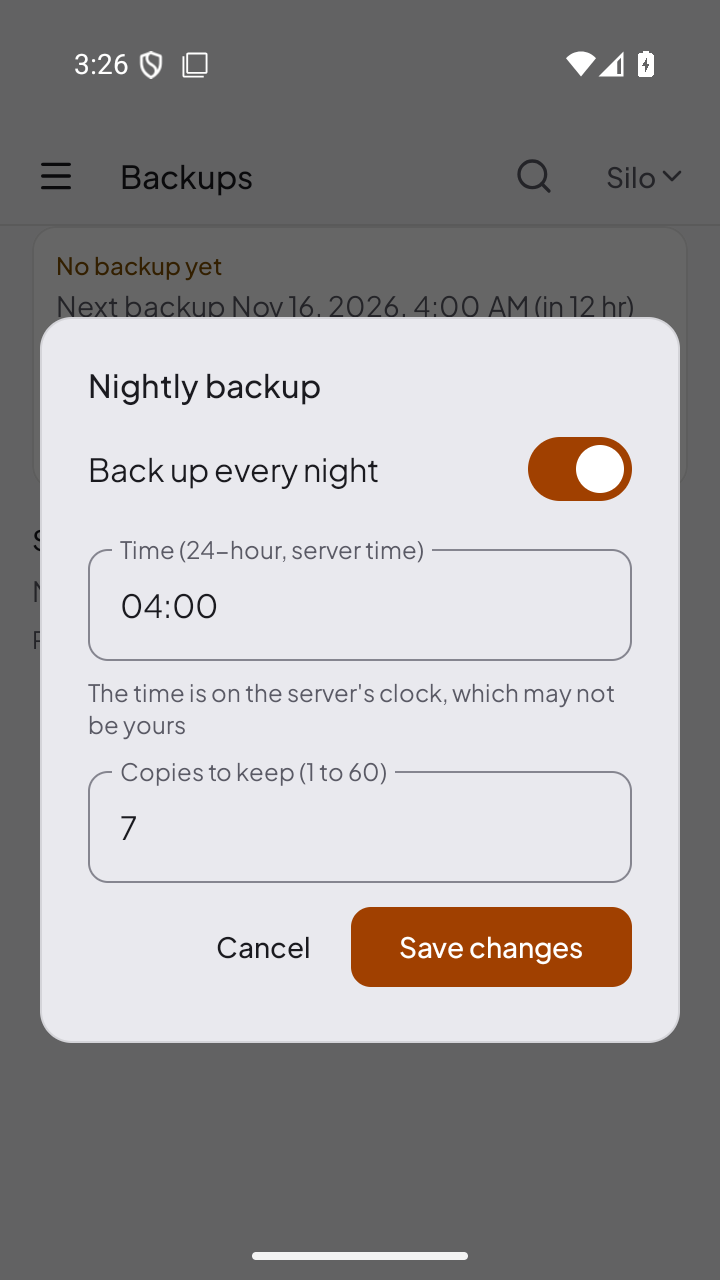 3:26
Backups
Silo
No backup yet
Next backup Nov 16, 2026, 4:00 AM (in 12 hr)
Nightly backup
Back up every night
Time (24-hour, server time)
04:00
The time is on the server's clock, which may not
be yours
Copies to keep (1 to 60)
7
Cancel
Save changes